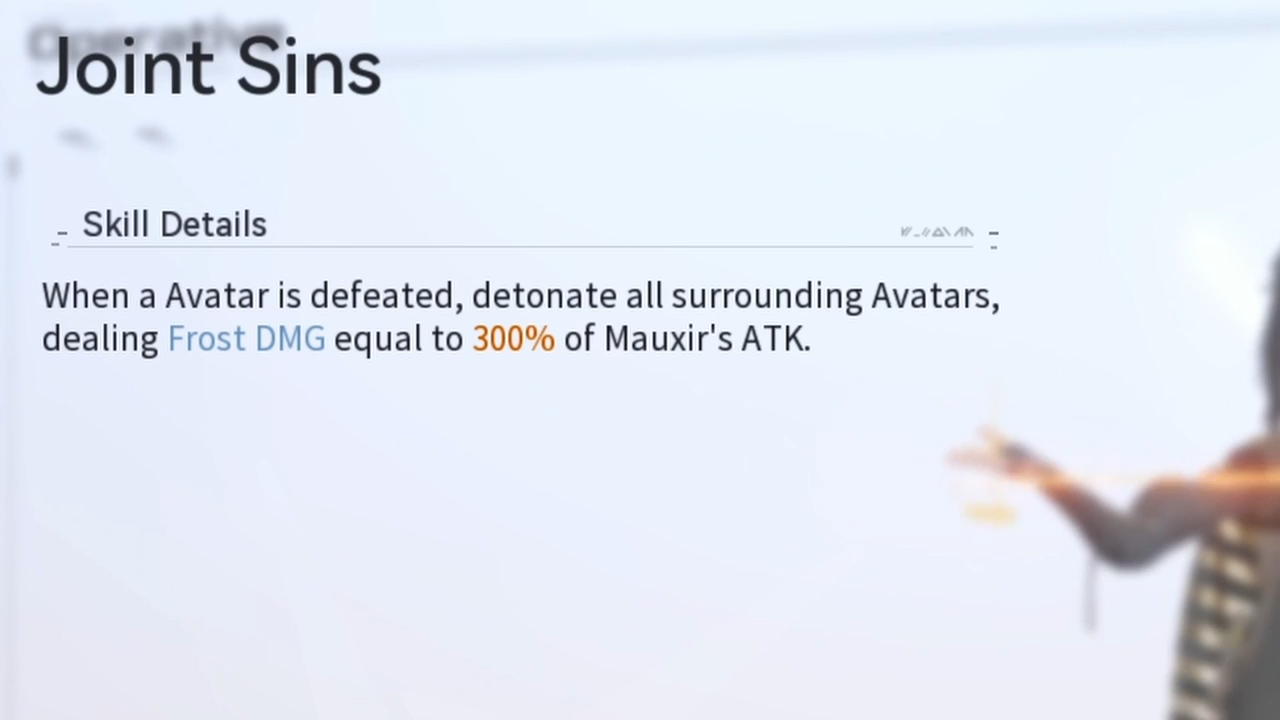 Operative
Joint Sins
Skill Details
When a Avatar is defeated, detonate all surrounding Avatars,
dealing Frost DMG equal to 300% of Mauxir's ATK.